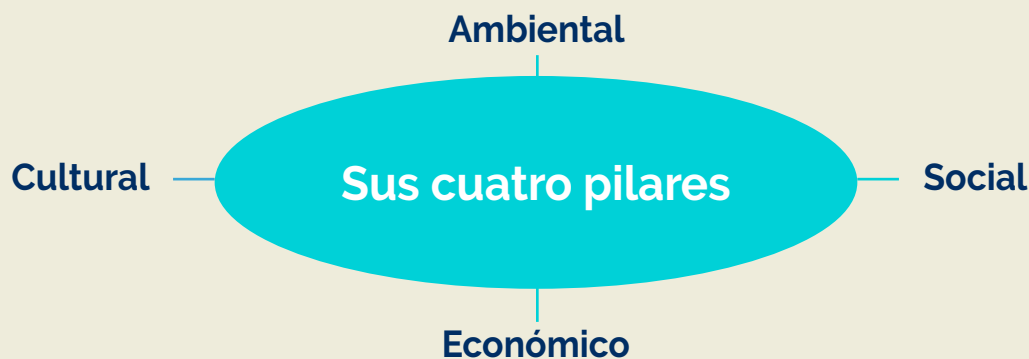 Ambiental
Cultural
Sus cuatro pilares
Social
Económico